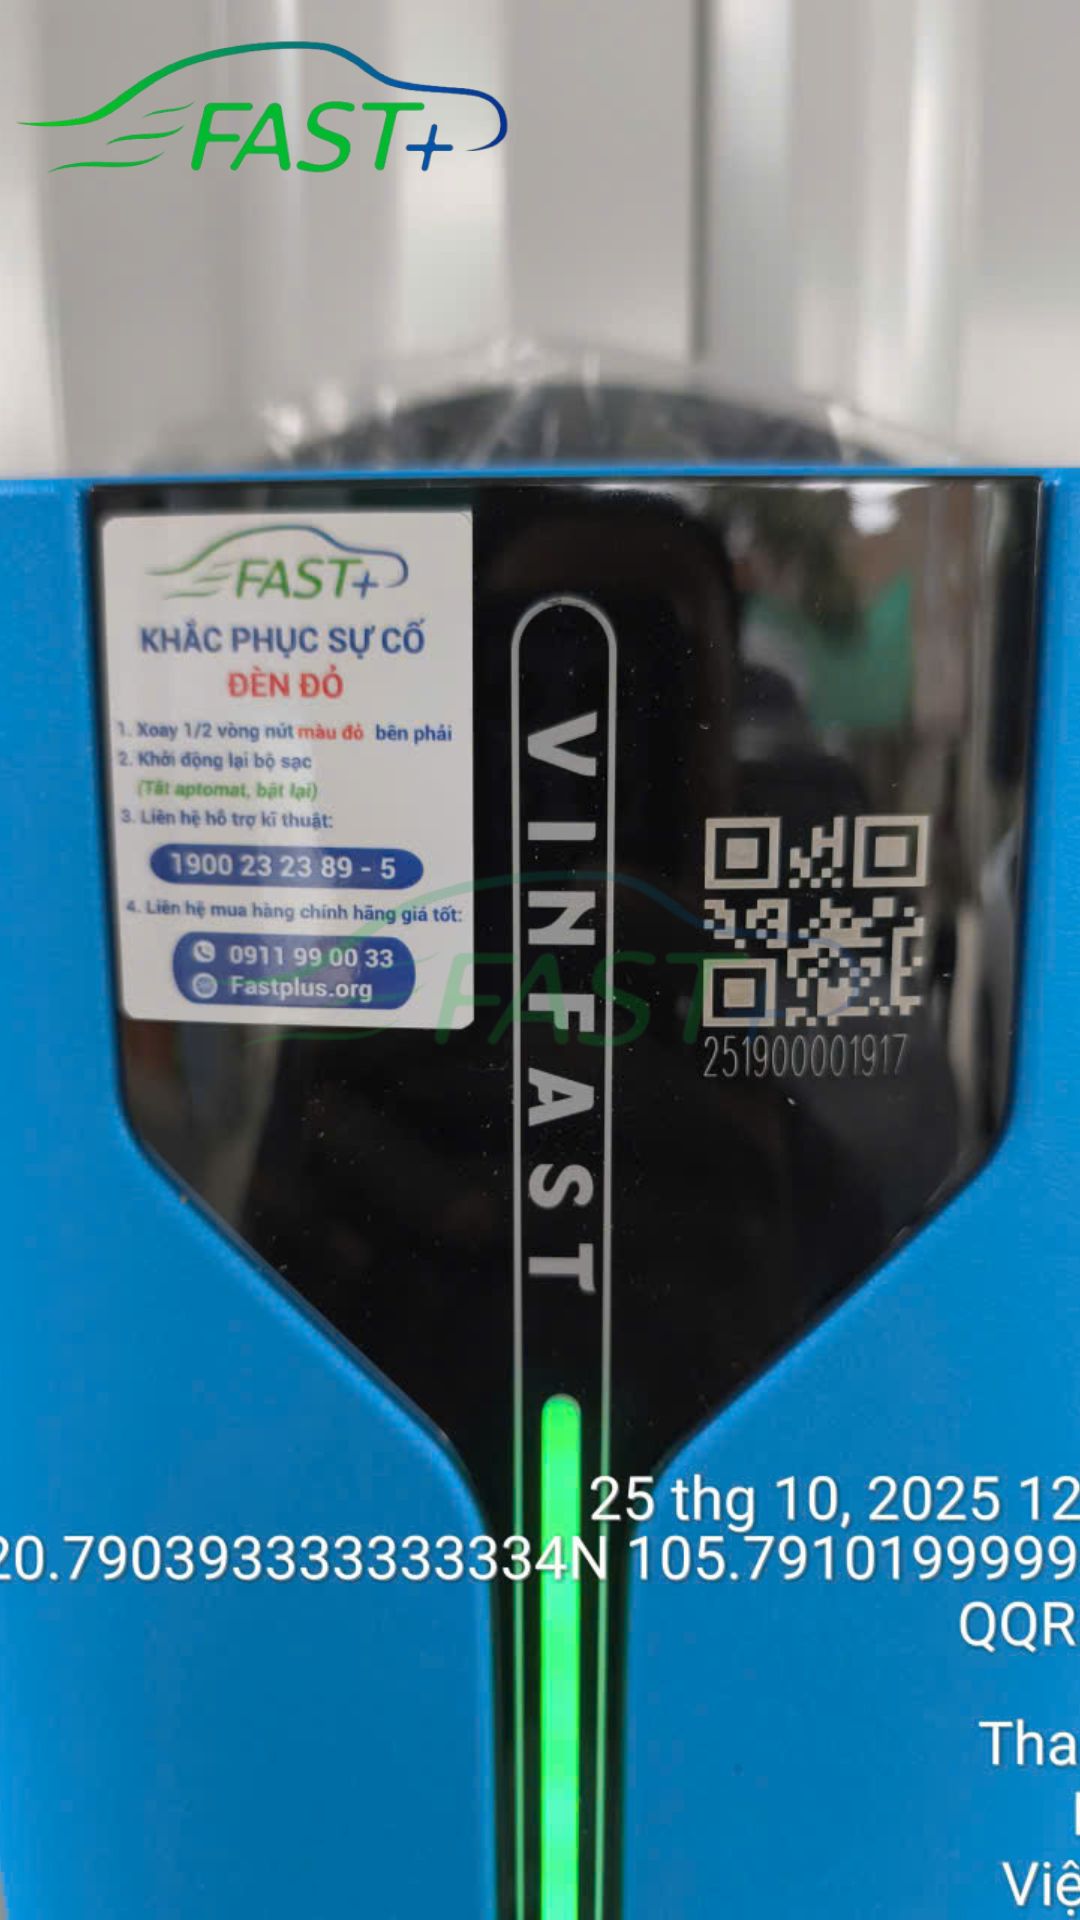 FAST+
FAST+
KHẮC PHỤC SỰ CỐ
ĐÈN ĐỎ
1. Xoay 1/2 vòng nút màu đỏ bên phải
2. Khởi động lại bộ sạc
(Tắt aptomat, bật lại)
3. Liên hệ hỗ trợ kĩ thuật:
1900 23 23 89 - 5
4. Liên hệ mua hàng chính hãng giá tốt:
0911 99 00 33
Fastplus.org
VINFAST
FAST+
251900001917
25 thg 10, 2025 12
20.790393333333334N 105.7910199999
QQR
Tha
Việ